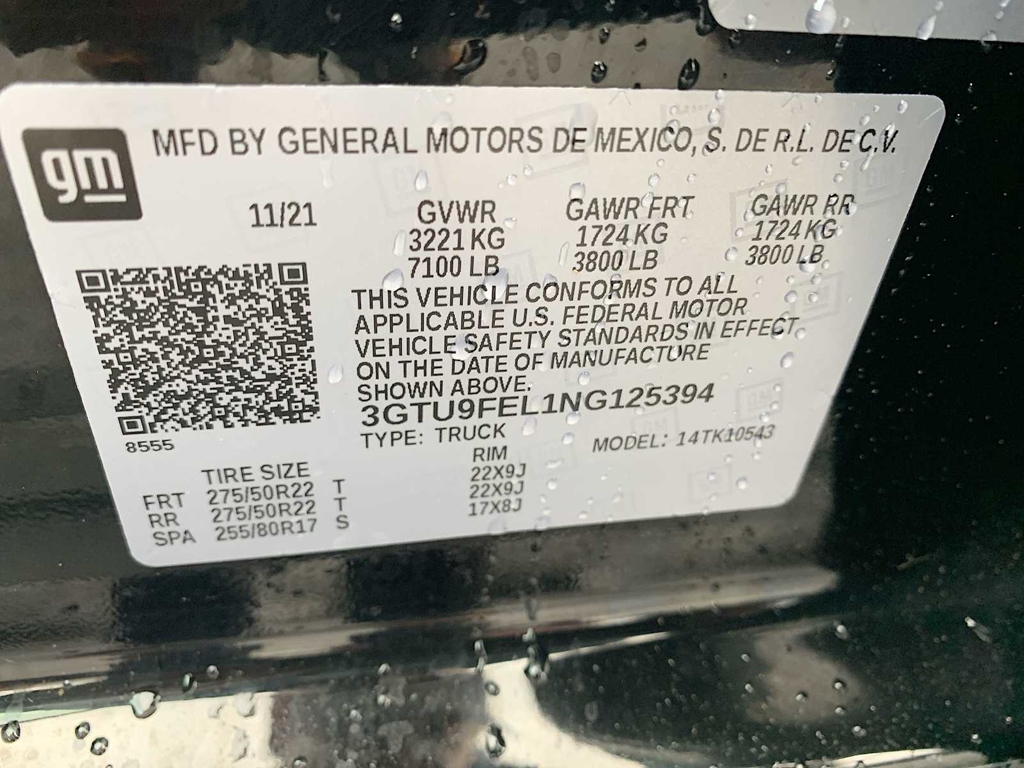 gm
MFD BY GENERAL MOTORS DE MEXICO, S. DE R.L. DE C.V.
11/21 GVWR GAWR FRT GAWR RR
3221 KG 1724 KG 1724 KG
7100 LB 3800 LB 3800 LB
THIS VEHICLE CONFORMS TO ALL
APPLICABLE U.S. FEDERAL MOTOR
VEHICLE SAFETY STANDARDS IN EFFECT
ON THE DATE OF MANUFACTURE
SHOWN ABOVE.
3GTU9FEL1NG125394
8555 TYPE: TRUCK MODEL: 14TK10543
TIRE SIZE RIM
FRT 275/50R22 T 22X9J
RR 275/50R22 T 22X9J
SPA 255/80R17 S 17X8J